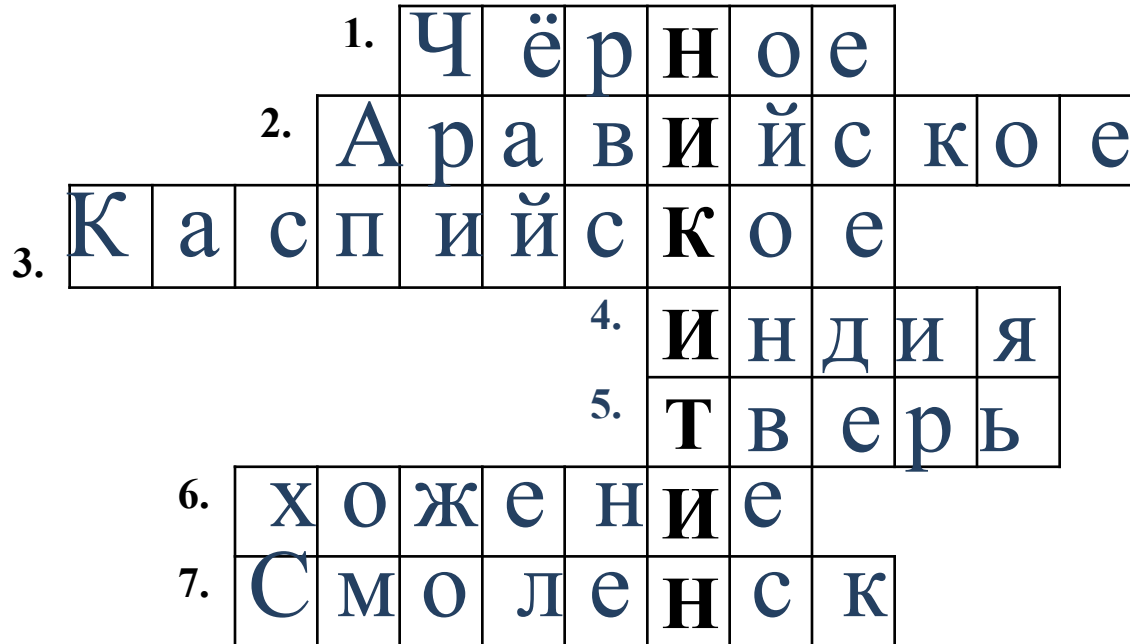 1. Чёрное
2. Аравийское
3. Каспийское
4. Индия
5. Тверь
6. хожение
7. Смоленск